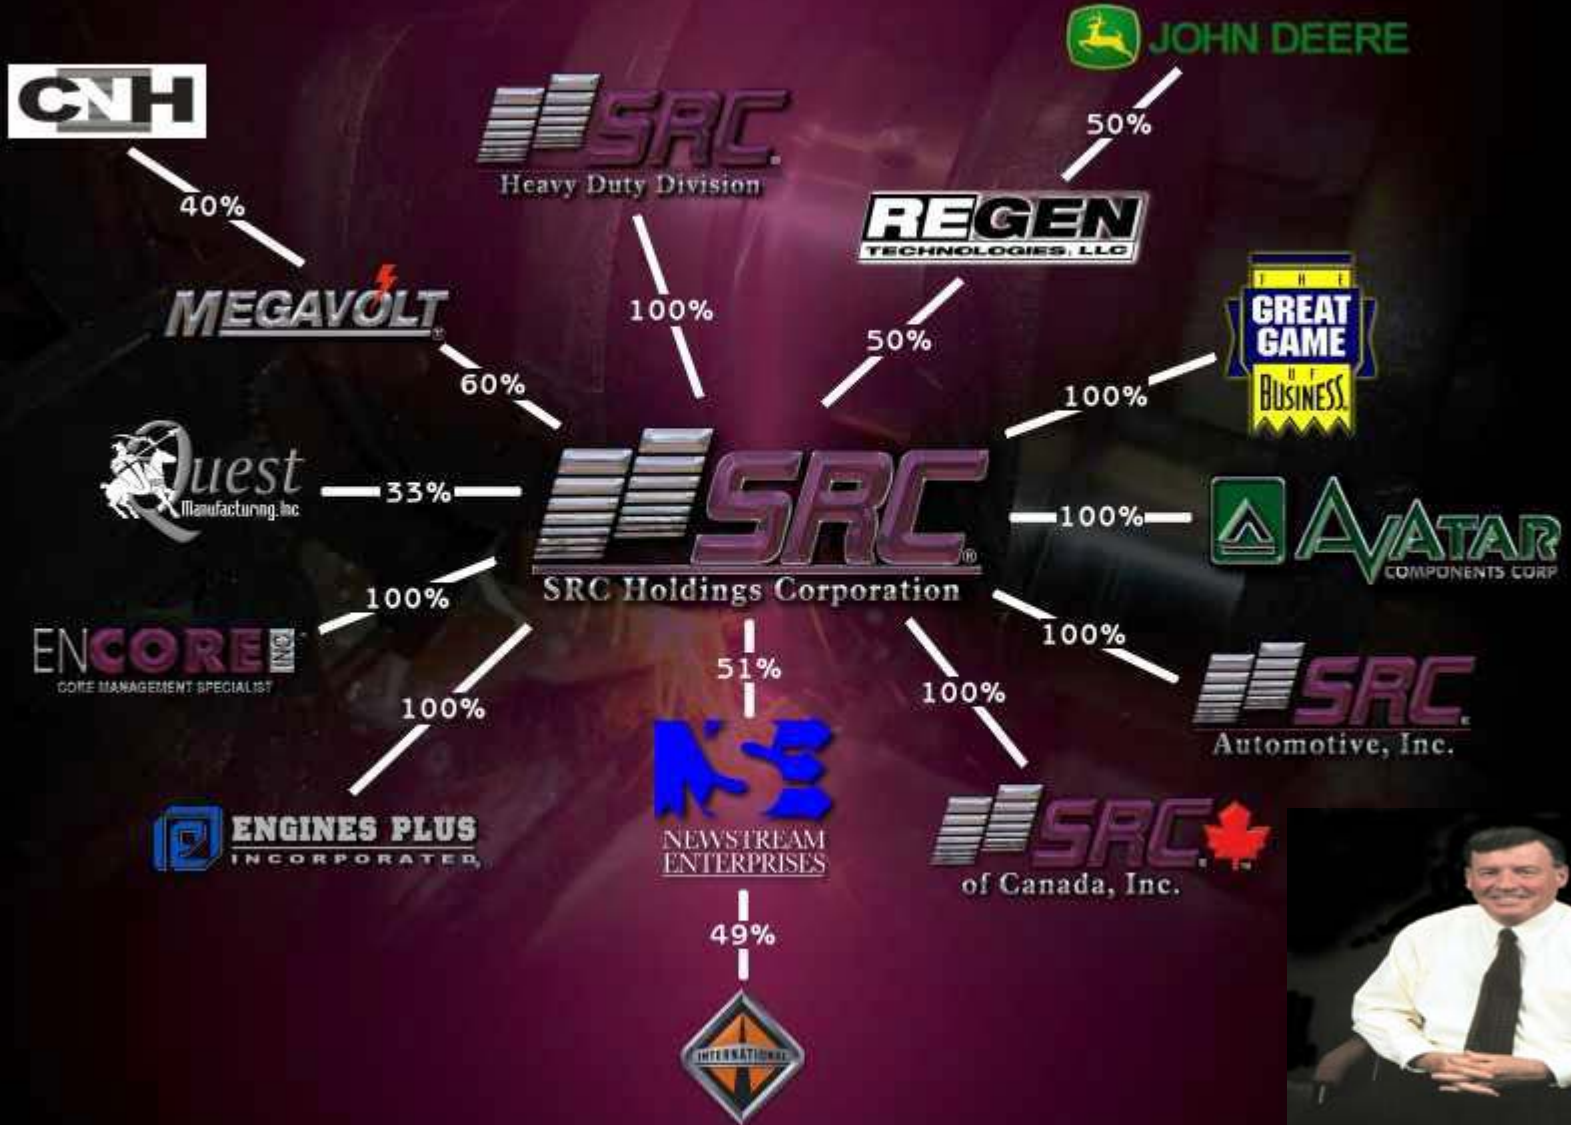 JOHN DEERE
CNH
50%
SRC
Heavy Duty Division
40%
REGEN
TECHNOLOGIES, LLC
MEGAVOLT
100%
50%
THE
GREAT
GAME
OF
BUSINESS
60%
100%
Quest
Manufacturing, Inc
33%
SRC®
SRC Holdings Corporation
100%
AVATAR
COMPONENTS CORP
100%
ENCORE INC
CORE MANAGEMENT SPECIALIST
100%
SRC
Automotive, Inc.
51%
100%
100%
ENGINES PLUS
INCORPORATED
NSE
NEWSTREAM
ENTERPRISES
SRC
of Canada, Inc.
49%
INTERNATIONAL